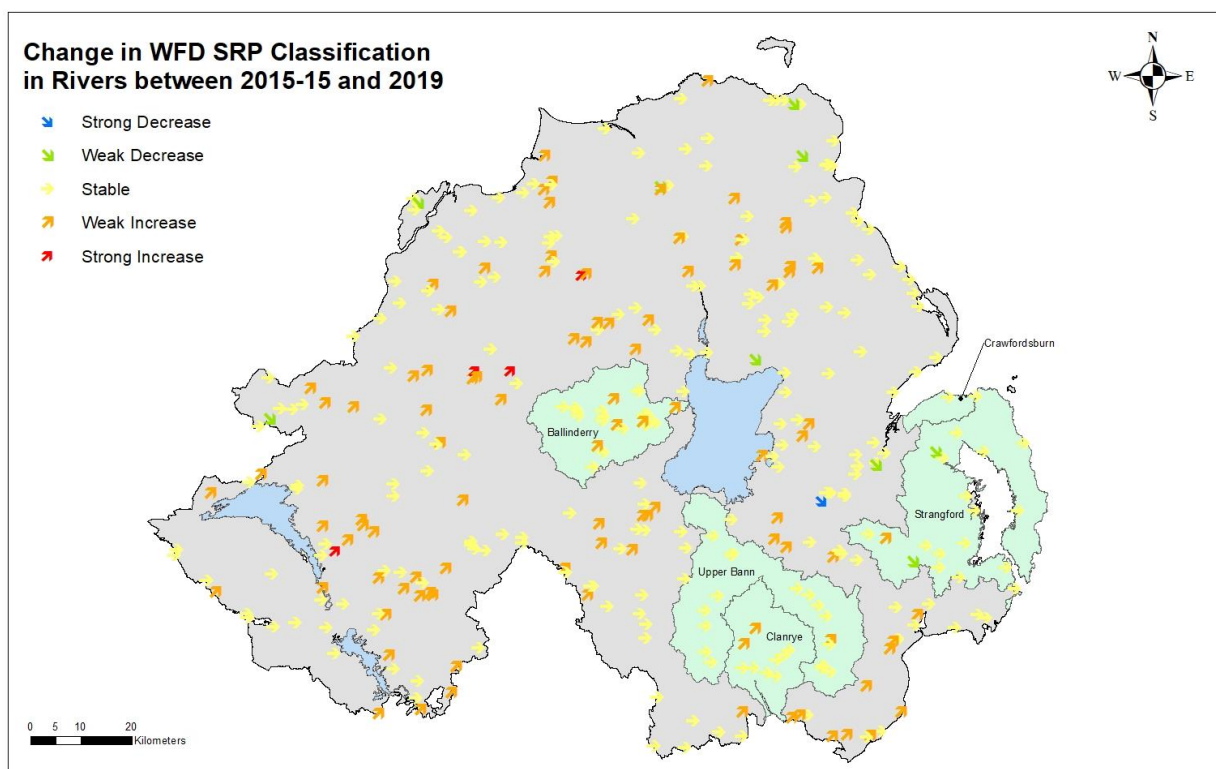 Change in WFD SRP Classification
in Rivers between 2015-15 and 2019
Strong Decrease
Weak Decrease
Stable
Weak Increase
Strong Increase
N
W
E
S
Crawfordsburn
Ballinderry
Strangford
Upper Bann
Clanrye
0 5 10 20
Kilometers